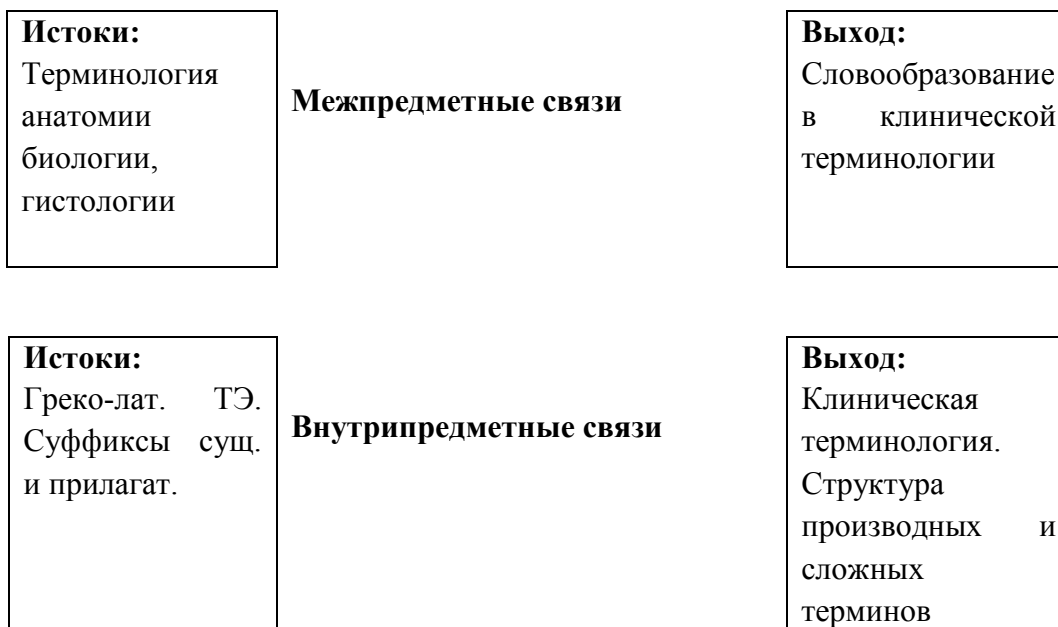 Истоки:
Терминология
анатомии
биологии,
гистологии
Межпредметные связи
Выход:
Словообразование
в клинической
терминологии
Истоки:
Греко-лат. ТЭ.
Суффиксы сущ.
и прилагат.
Внутрипредметные связи
Выход:
Клиническая
терминология.
Структура
производных и
сложных
терминов